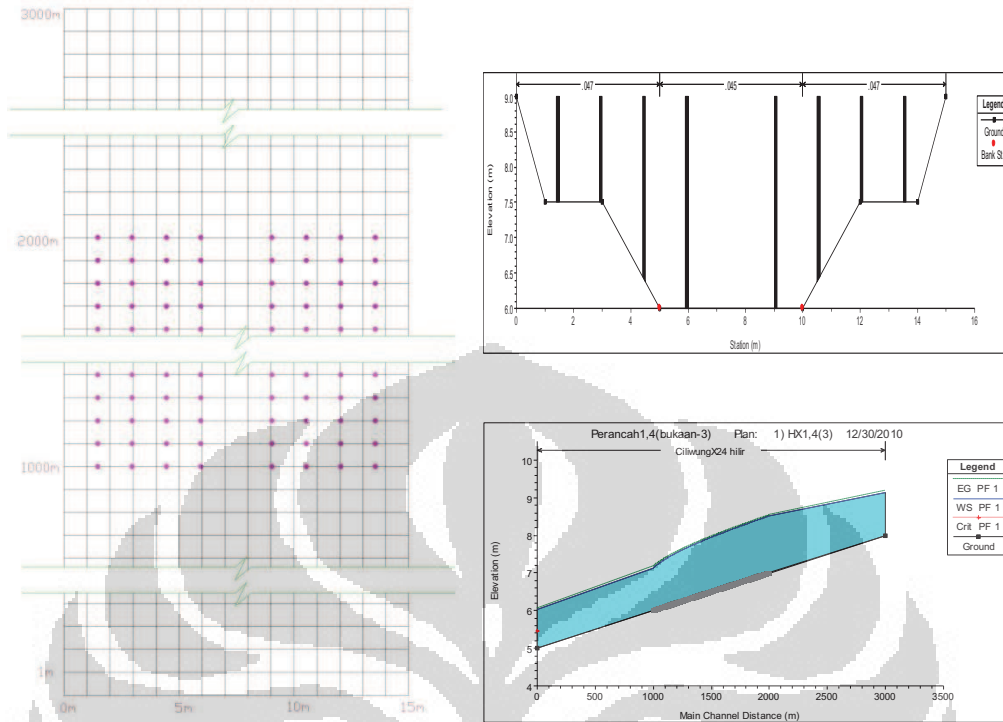 3000m
2000m
1000m
1m
0m 5m 10m 15m
.047 .045 .047
9.0
8.5
8.0
7.5
7.0
6.5
6.0
Elevation (m)
0 2 4 6 8 10 12 14 16
Station (m)
Legend
Ground
Bank St
Perancah1,4(bukaan-3) Plan: 1) HX1,4(3) 12/30/2010
CiliwungX24 hilir
10
9
8
7
6
5
4
Elevation (m)
0 500 1000 1500 2000 2500 3000 3500
Main Channel Distance (m)
Legend
EG PF 1
WS PF 1
Crit PF 1
Ground